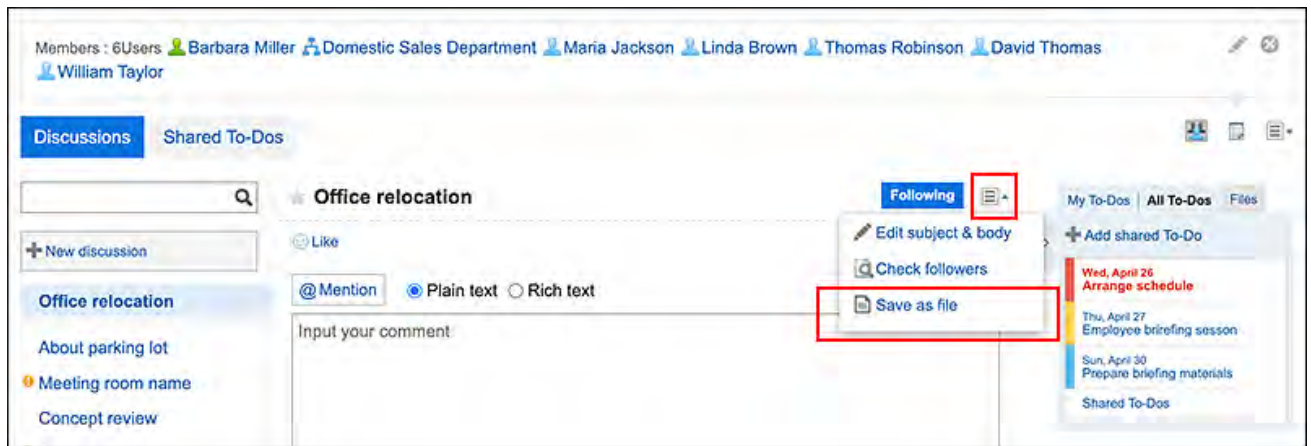 Members : 6Users Barbara Miller Domestic Sales Department Maria Jackson Linda Brown Thomas Robinson David Thomas
William Taylor
Discussions Shared To-Dos
Office relocation
Following
My To-Dos All To-Dos Files
New discussion
Like
Edit subject & body
Add shared To-Do
Check followers
Office relocation
@ Mention Plain text Rich text
Save as file
Wed, April 26
Arrange schedule
Input your comment
Thu, April 27
Employee brirefing sesson
About parking lot
Sun, April 30
Prepare briefing materials
Meeting room name
Shared To-Dos
Concept review